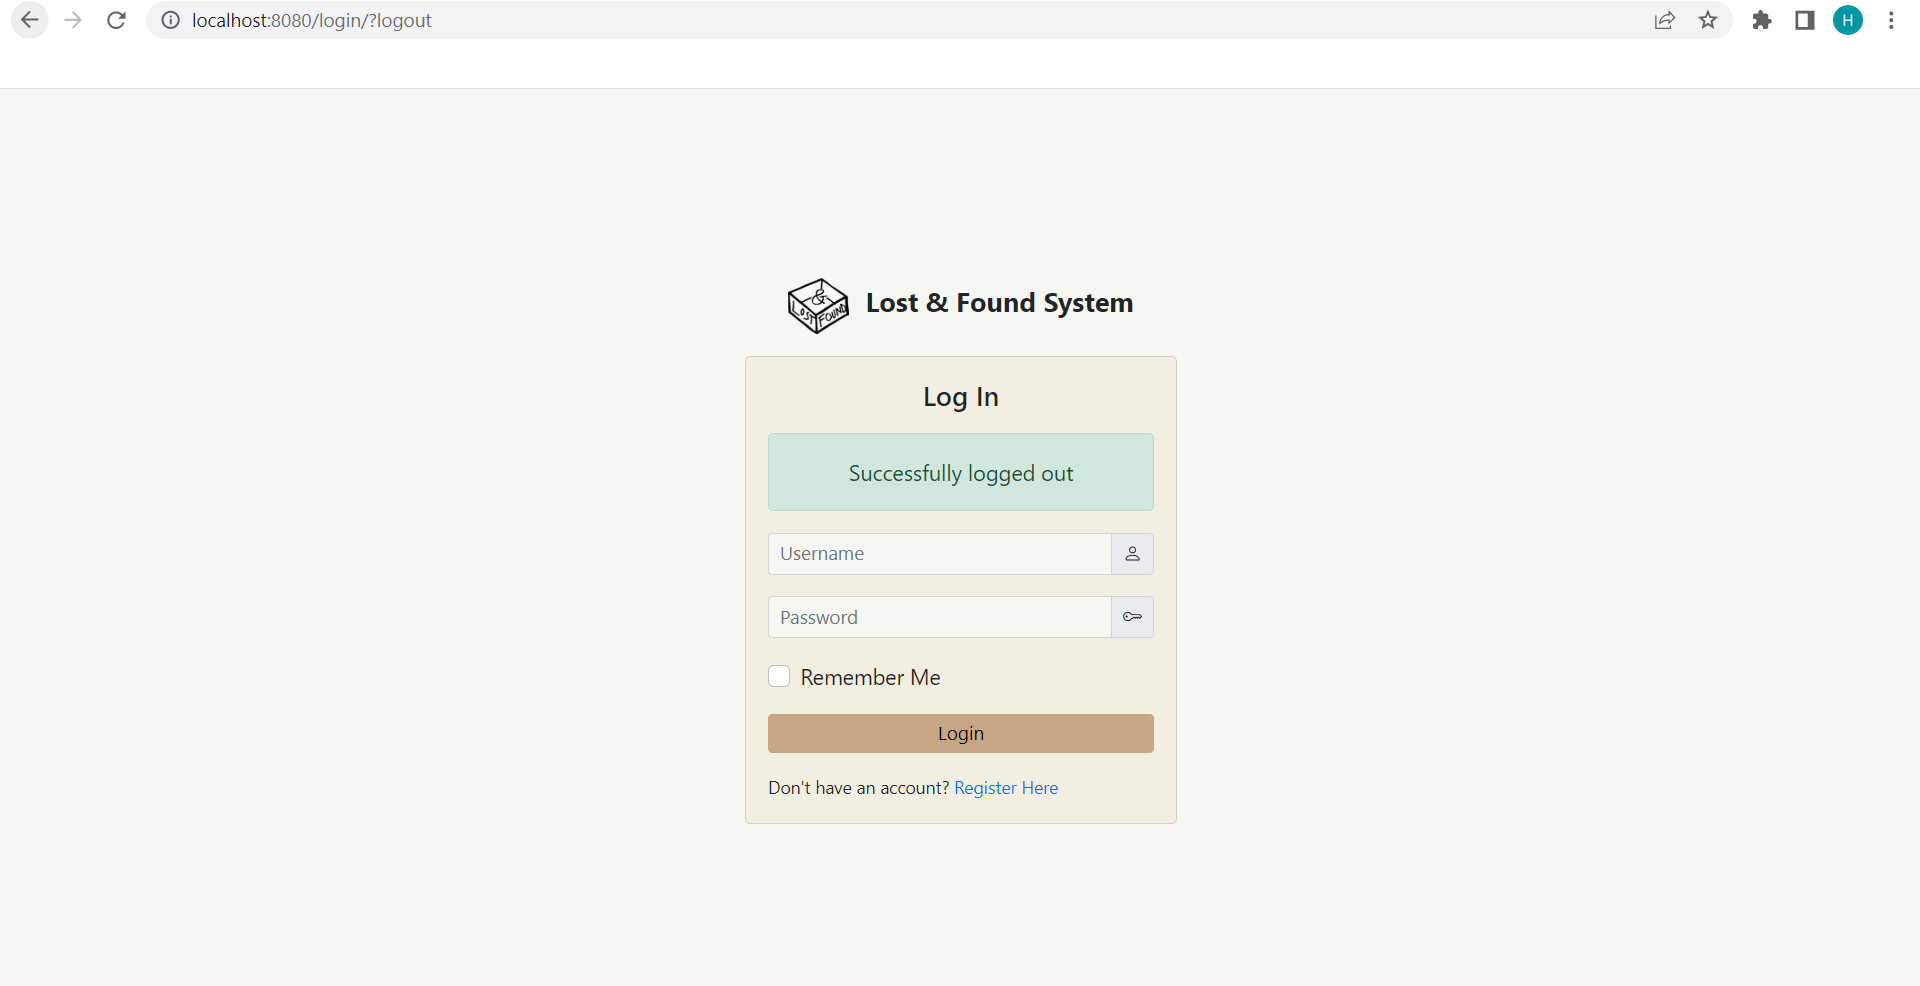 localhost:8080/login/?logout
H
&
LOST FOUND
Lost & Found System
Log In
Successfully logged out
Username
Password
Remember Me
Login
Don't have an account? Register Here